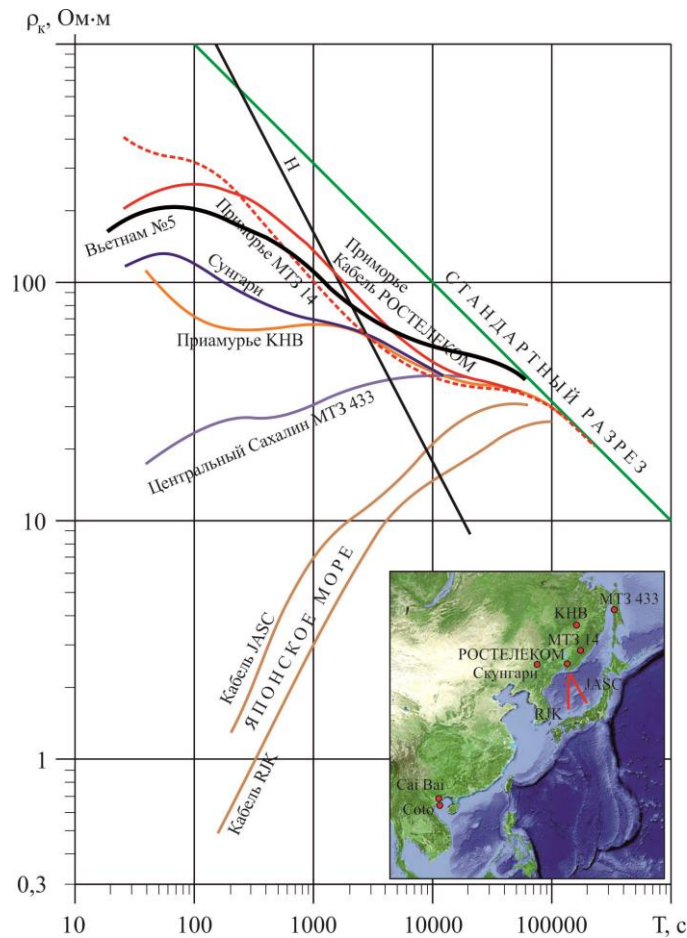 ρк, Ом·м
H
100
10
1
0,3
Вьетнам №5
Приморье
МТЗ 14
Приморье
Кабель РОСТЕЛЕКОМ
СТАНДАРТНЫЙ РАЗРЕЗ
Сунгари
Приамурье KHB
Центральный Сахалин МТЗ 433
Кабель JASC
ЯПОНСКОЕ МОРЕ
Кабель RJK
МТЗ 433
KHB
МТЗ 14
РОСТЕЛЕКОМ
Скунгари
JASC
RJK
Cai Bai
Coto
10
100
1000
10000
100000
T, с